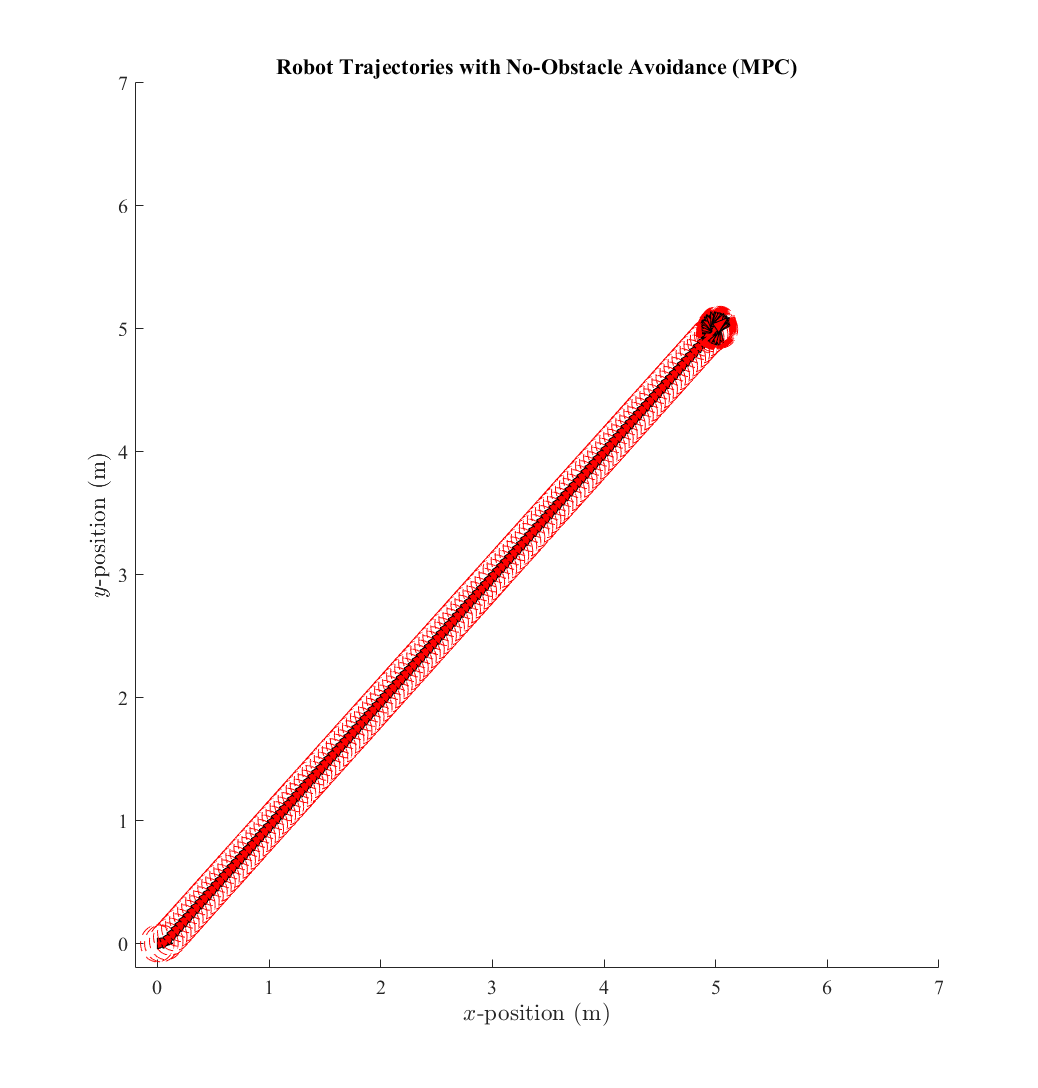 Robot Trajectories with No-Obstacle Avoidance (MPC)
7
6
5
4
3
2
1
0
y-position (m)
0 1 2 3 4 5 6 7
x-position (m)